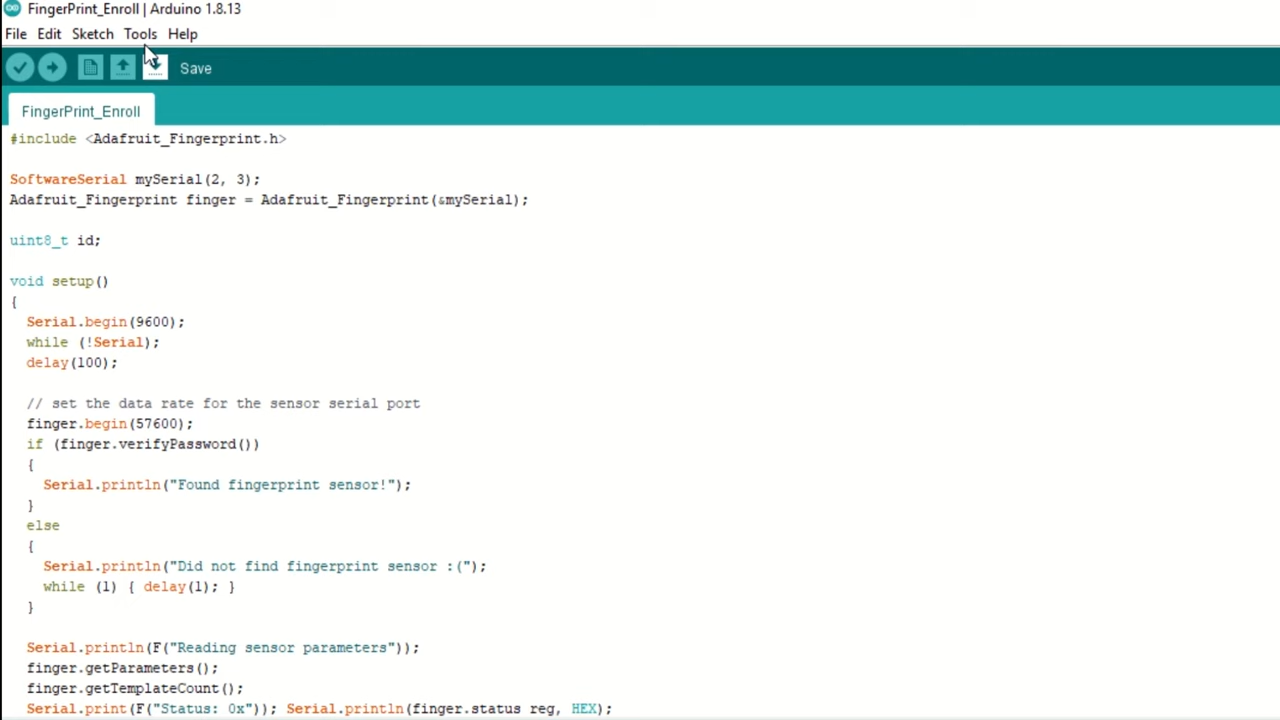 FingerPrint_Enroll | Arduino 1.8.13
File Edit Sketch Tools Help
Save
FingerPrint_Enroll
#include <Adafruit_Fingerprint.h>
SoftwareSerial mySerial(2, 3);
Adafruit_Fingerprint finger = Adafruit_Fingerprint(&mySerial);
uint8_t id;
void setup()
{
Serial.begin(9600);
while (!Serial);
delay(100);
// set the data rate for the sensor serial port
finger.begin(57600);
if (finger.verifyPassword())
{
Serial.println("Found fingerprint sensor!");
}
else
{
Serial.println("Did not find fingerprint sensor :(");
while (1) { delay(1); }
}
Serial.println(F("Reading sensor parameters"));
finger.getParameters();
finger.getTemplateCount();
Serial.print(F("Status: 0x")); Serial.println(finger.status reg, HEX);